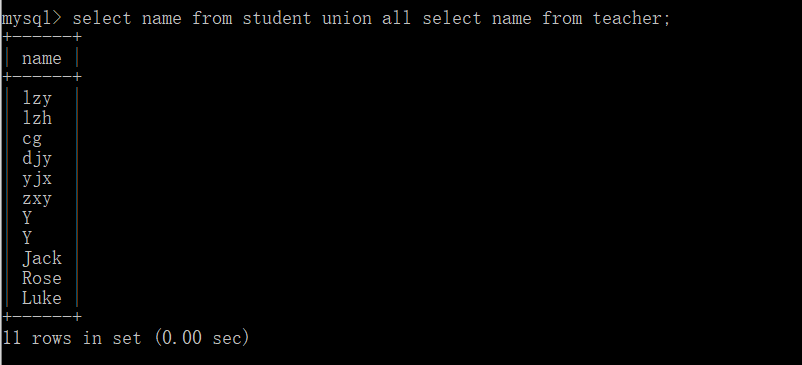 mysql> select name from student union all select name from teacher;
+------+
| name |
+------+
| lzy  |
| lzh  |
| cg   |
| djy  |
| yjx  |
| zxy  |
| Y    |
| Y    |
| Jack |
| Rose |
| Luke |
+------+
11 rows in set (0.00 sec)